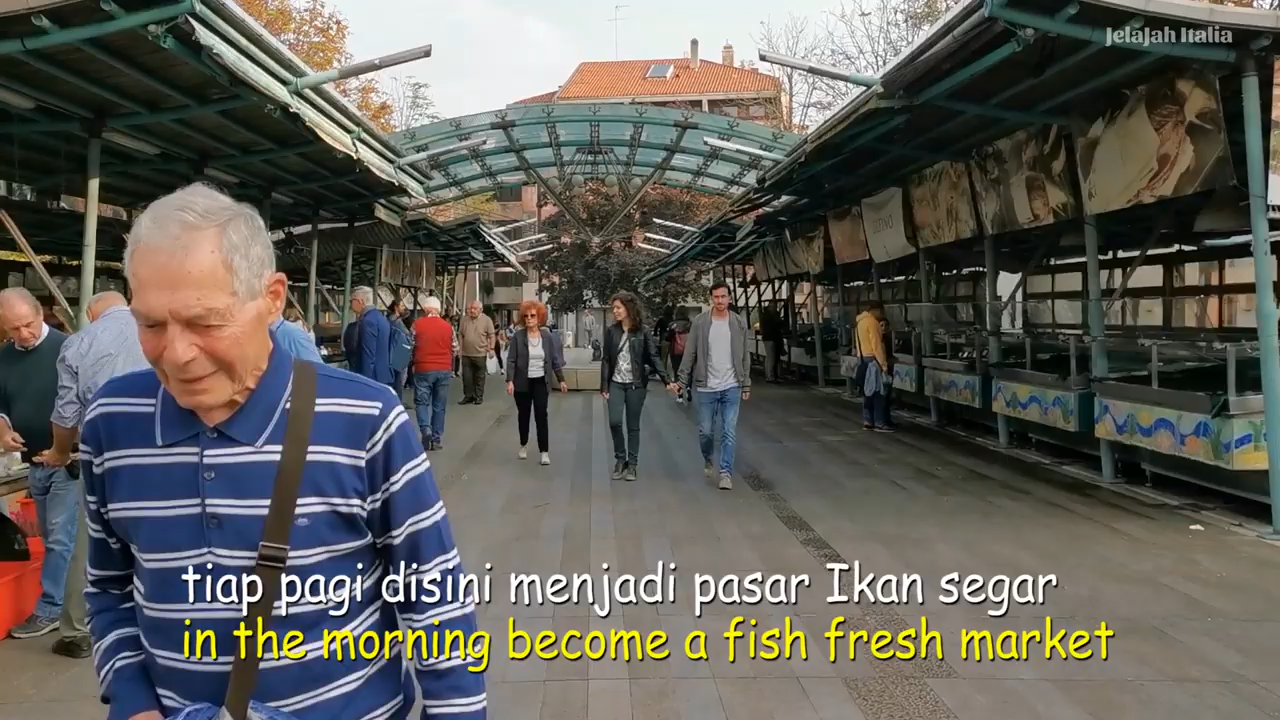 Jelajah Italia
tiap pagi disini menjadi pasar Ikan segar
in the morning become a fish fresh market